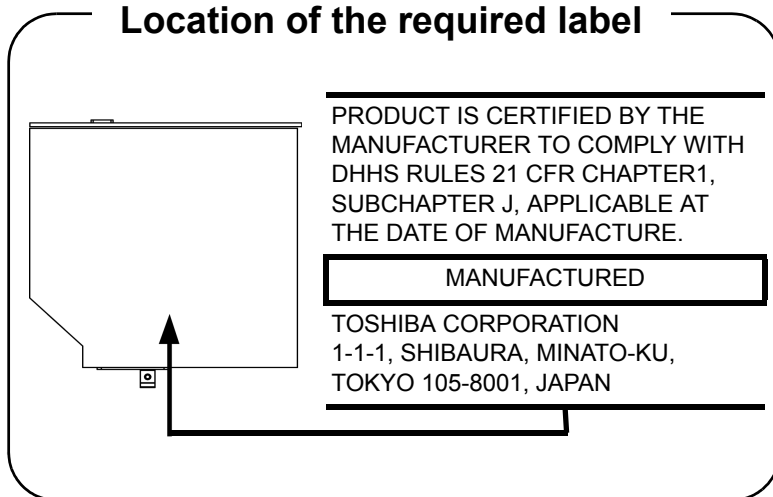 Location of the required label
PRODUCT IS CERTIFIED BY THE
MANUFACTURER TO COMPLY WITH
DHHS RULES 21 CFR CHAPTER1,
SUBCHAPTER J, APPLICABLE AT
THE DATE OF MANUFACTURE.
MANUFACTURED
TOSHIBA CORPORATION
1-1-1, SHIBAURA, MINATO-KU,
TOKYO 105-8001, JAPAN